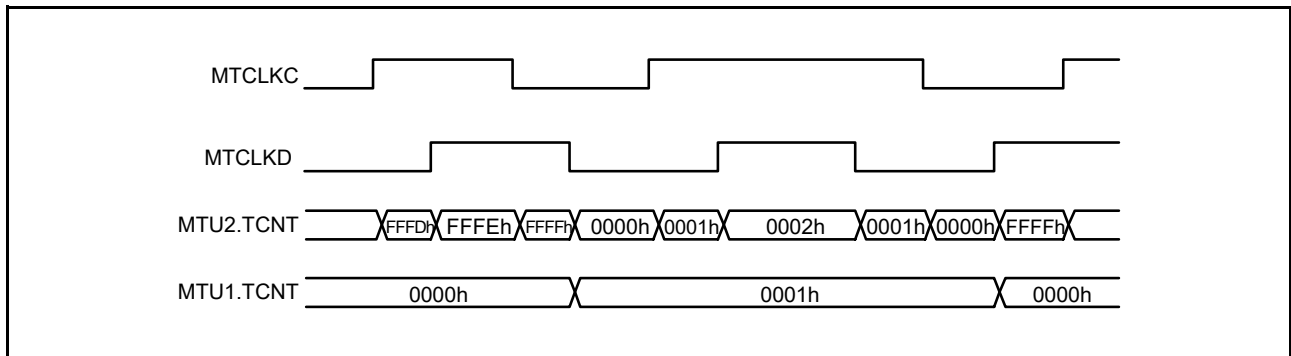 MTCLKC
MTCLKD
MTU2.TCNT FFFDh FFFEh FFFFh 0000h 0001h 0002h 0001h 0000h FFFFh
MTU1.TCNT 0000h 0001h 0000h